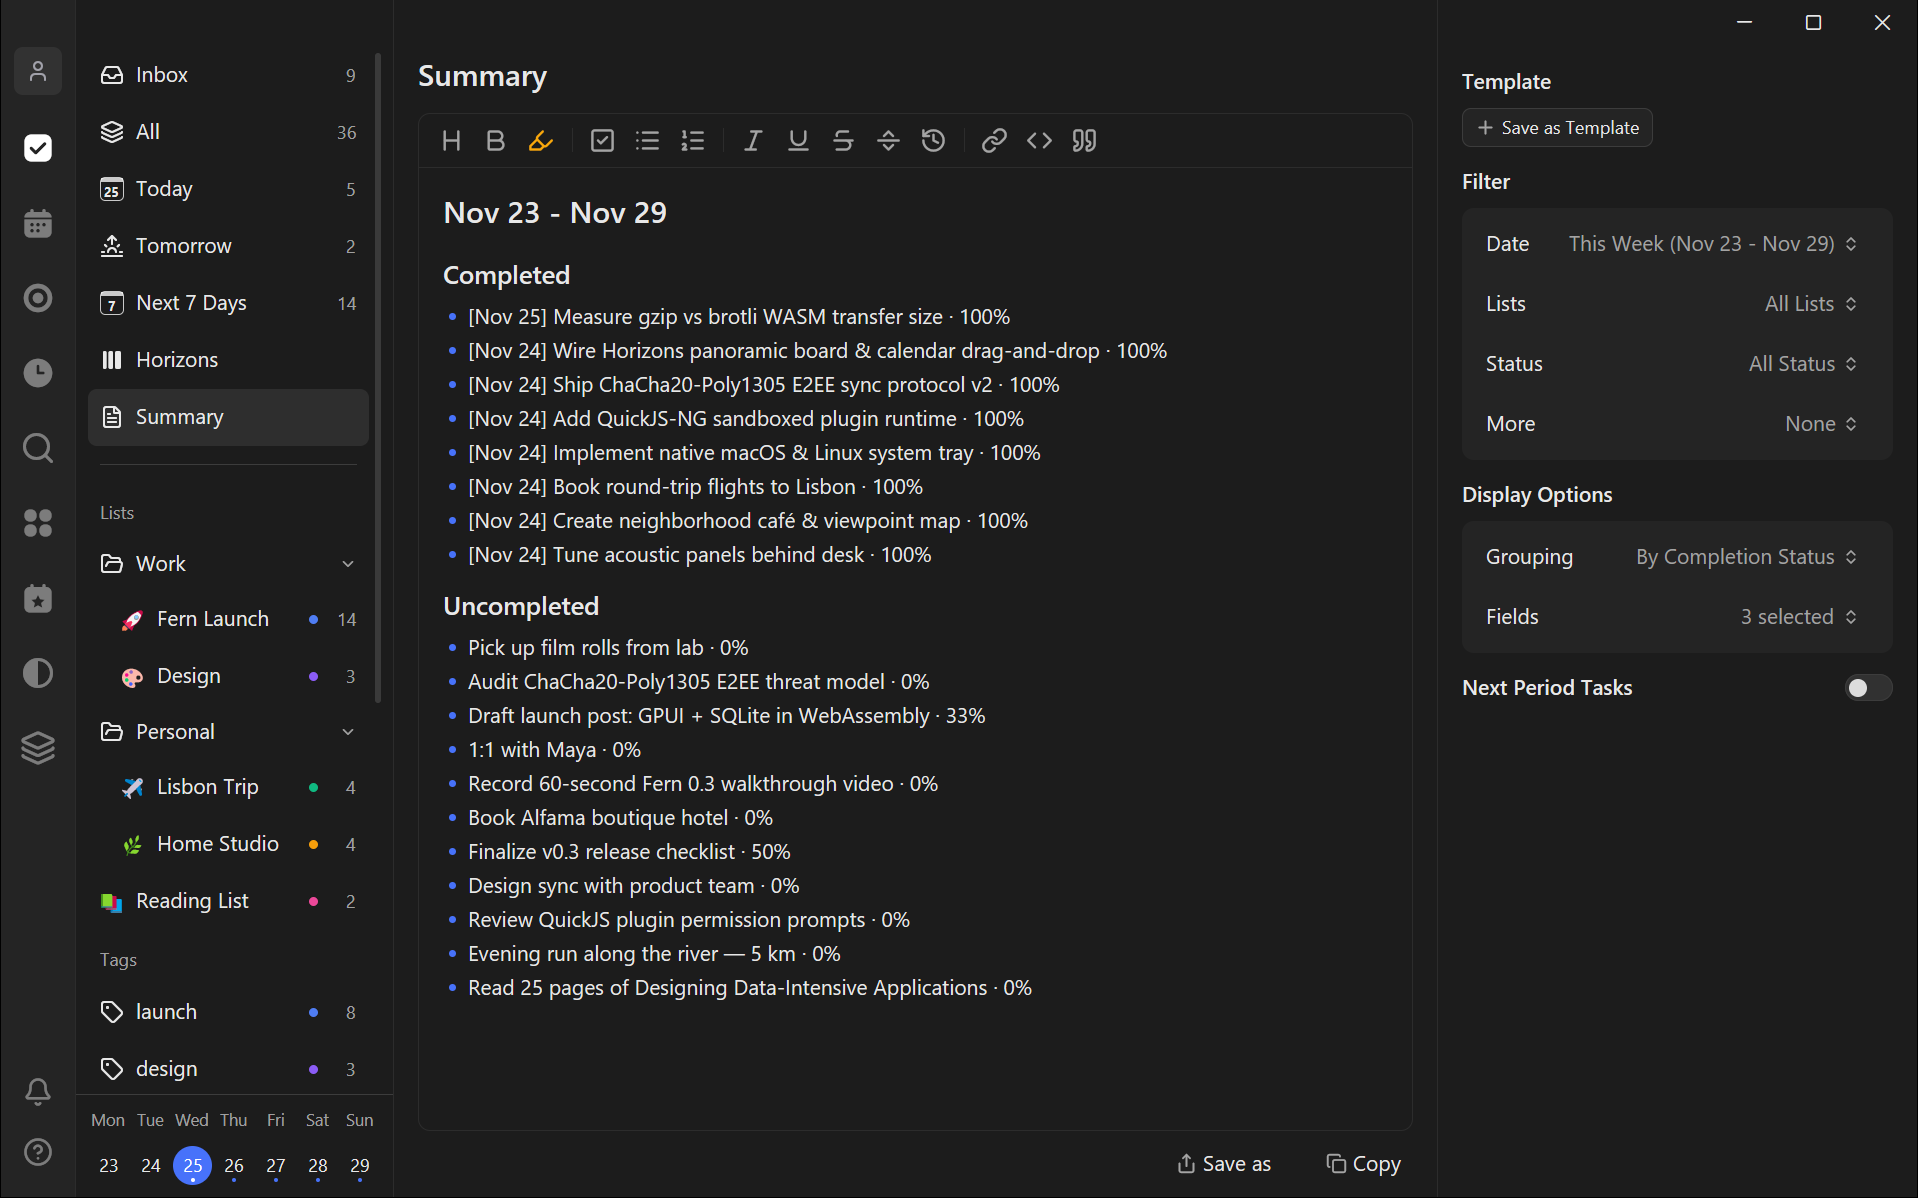 Inbox 9
All 36
25 Today 5
Tomorrow 2
7 Next 7 Days 14
Horizons
Summary
Lists
Work
Fern Launch 14
Design 3
Personal
Lisbon Trip 4
Home Studio 4
Reading List 2
Tags
launch 8
design 3
Mon Tue Wed Thu Fri Sat Sun
23 24 25 26 27 28 29
Summary
Nov 23 - Nov 29
Completed
[Nov 25] Measure gzip vs brotli WASM transfer size · 100%
[Nov 24] Wire Horizons panoramic board & calendar drag-and-drop · 100%
[Nov 24] Ship ChaCha20-Poly1305 E2EE sync protocol v2 · 100%
[Nov 24] Add QuickJS-NG sandboxed plugin runtime · 100%
[Nov 24] Implement native macOS & Linux system tray · 100%
[Nov 24] Book round-trip flights to Lisbon · 100%
[Nov 24] Create neighborhood café & viewpoint map · 100%
[Nov 24] Tune acoustic panels behind desk · 100%
Uncompleted
Pick up film rolls from lab · 0%
Audit ChaCha20-Poly1305 E2EE threat model · 0%
Draft launch post: GPUI + SQLite in WebAssembly · 33%
1:1 with Maya · 0%
Record 60-second Fern 0.3 walkthrough video · 0%
Book Alfama boutique hotel · 0%
Finalize v0.3 release checklist · 50%
Design sync with product team · 0%
Review QuickJS plugin permission prompts · 0%
Evening run along the river — 5 km · 0%
Read 25 pages of Designing Data-Intensive Applications · 0%
Save as
Copy
Template
Save as Template
Filter
Date This Week (Nov 23 - Nov 29)
Lists All Lists
Status All Status
More None
Display Options
Grouping By Completion Status
Fields 3 selected
Next Period Tasks